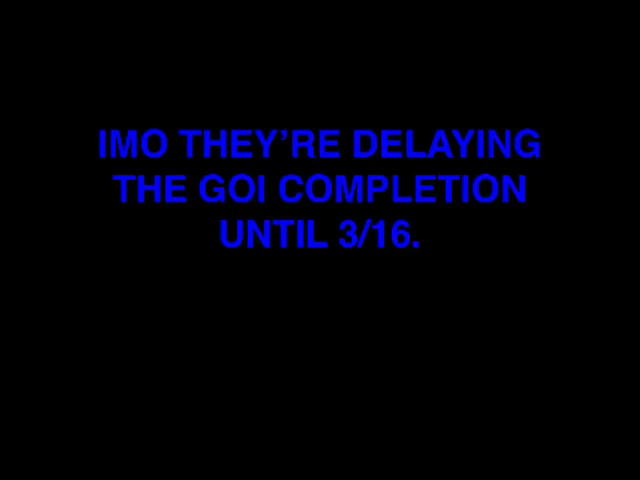 IMO THEY’RE DELAYING
THE GOI COMPLETION
UNTIL 3/16.